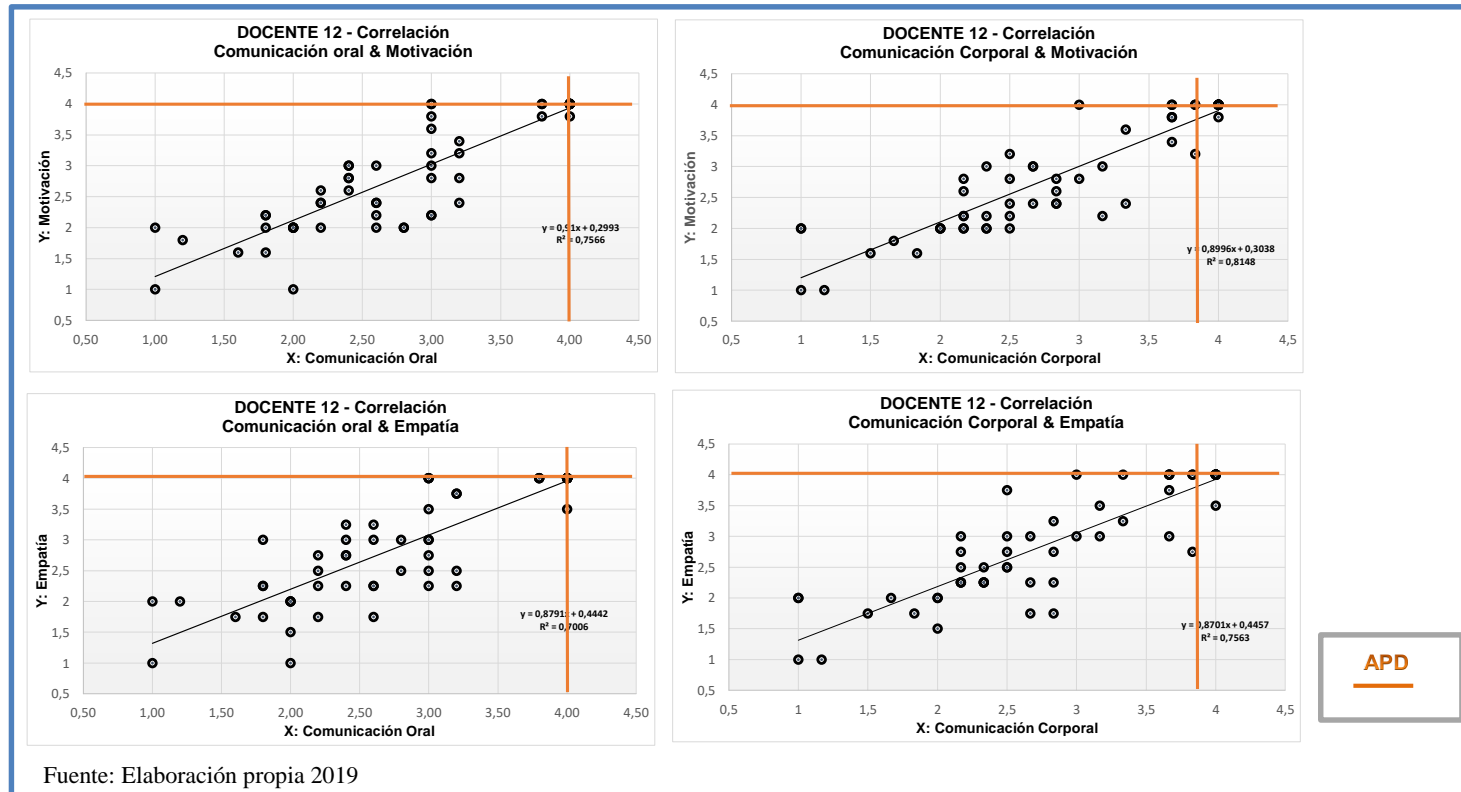 DOCENTE 12 - Correlación
Comunicación oral & Motivación
4,5
4
3,5
3
2,5
2
1,5
1
0,5
Y: Motivación
y = 0,91x + 0,2993
R² = 0,7566
0,50 1,00 1,50 2,00 2,50 3,00 3,50 4,00 4,50
X: Comunicación Oral
DOCENTE 12 - Correlación
Comunicación Corporal & Motivación
4,5
4
3,5
3
2,5
2
1,5
1
0,5
Y: Motivación
y = 0,8996x + 0,3038
R² = 0,8148
0,5 1 1,5 2 2,5 3 3,5 4 4,5
X: Comunicación Corporal
DOCENTE 12 - Correlación
Comunicación oral & Empatía
4,5
4
3,5
3
2,5
2
1,5
1
0,5
Y: Empatía
y = 0,8791x + 0,4442
R² = 0,7006
0,50 1,00 1,50 2,00 2,50 3,00 3,50 4,00 4,50
X: Comunicación Oral
DOCENTE 12 - Correlación
Comunicación Corporal & Empatía
4,5
4
3,5
3
2,5
2
1,5
1
0,5
Y: Empatía
y = 0,8701x + 0,4457
R² = 0,7563
0,5 1 1,5 2 2,5 3 3,5 4 4,5
X: Comunicación Corporal
APD
Fuente: Elaboración propia 2019